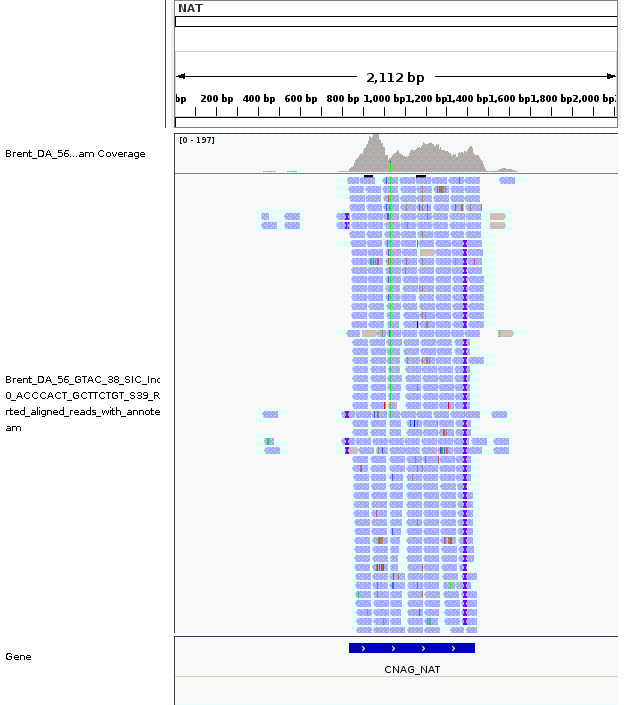 NAT
2,112 bp
bp 200 bp 400 bp 600 bp 800 bp 1,000 bp 1,200 bp 1,400 bp 1,600 bp 1,800 bp 2,000 bp
[0 - 197]
Brent_DA_56...am Coverage
Brent_DA_56_GTAC_38_SIC_Inc
0_ACCCACT_GCTTCTGT_S39_R
rted_aligned_reads_with_annote
am
Gene
CNAG_NAT